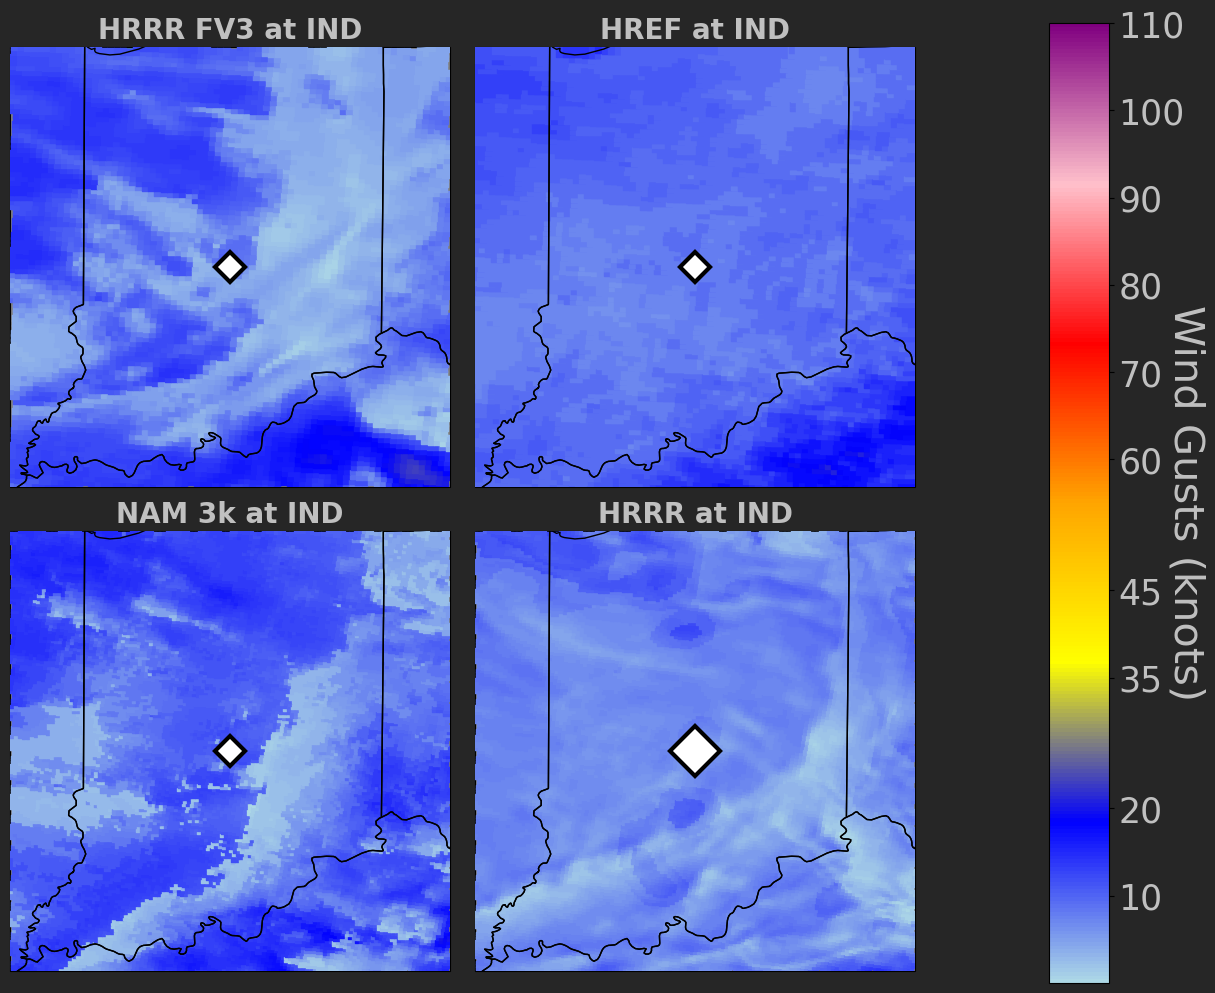 HRRR FV3 at IND
HREF at IND
NAM 3k at IND
HRRR at IND
110
100
90
80
70
60
45
35
20
10
Wind Gusts (knots)